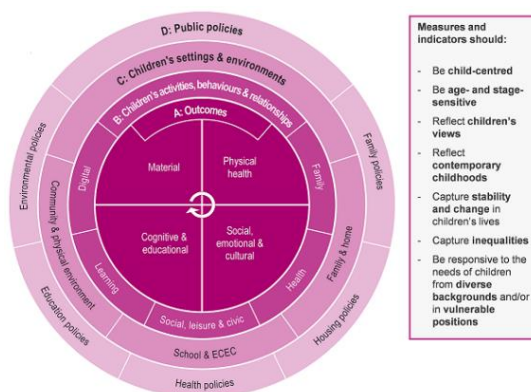 D: Public policies
C: Children's settings & environments
B: Children's activities, behaviours & relationships
A: Outcomes
Material
Physical
health
Cognitive &
educational
Social,
emotional &
cultural
Digital
Family
Learning
Health
Social, leisure & civic
Community & physical environment
Family & home
School & ECEC
Environmental policies
Family policies
Education policies
Housing policies
Health policies
Measures and
indicators should:
- Be child-centred
- Be age- and stage-
sensitive
- Reflect children's
views
- Reflect
contemporary
childhoods
- Capture stability
and change in
children's lives
- Capture inequalities
- Be responsive to the
needs of children
from diverse
backgrounds and/or
in vulnerable
positions